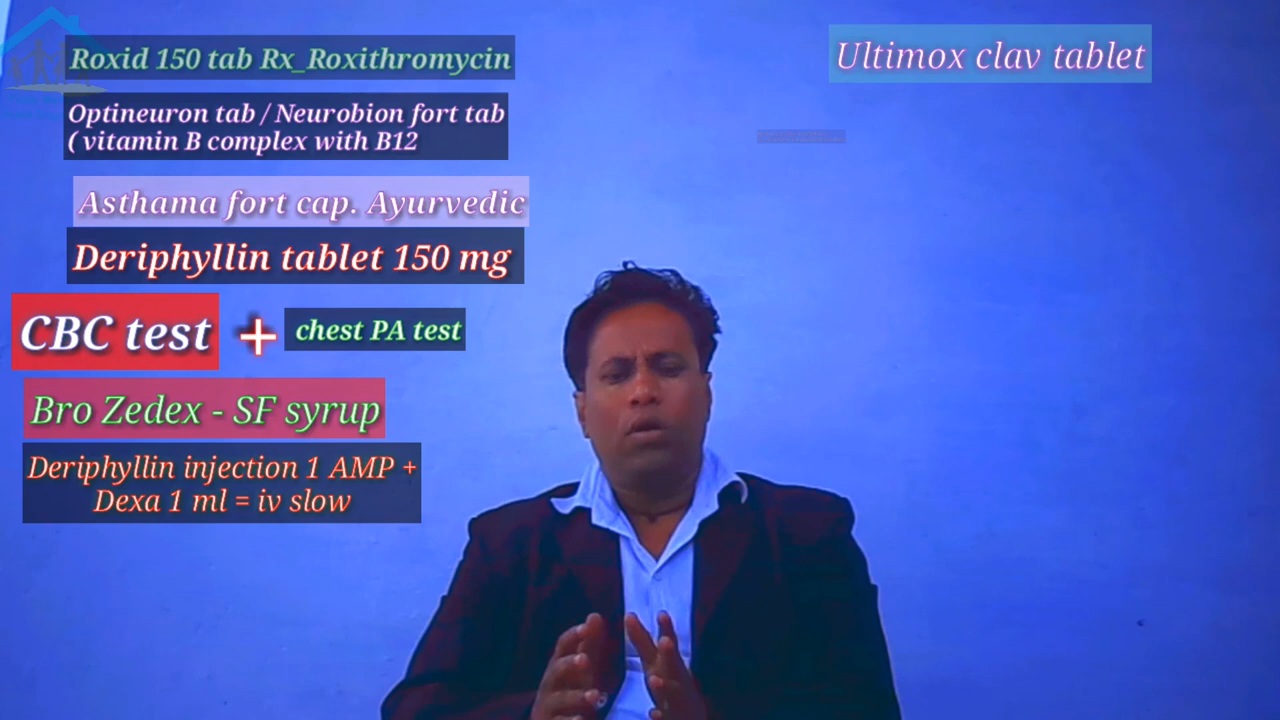 Roxid 150 tab Rx_Roxithromycin
Ultimox clav tablet
Optineuron tab / Neurobion fort tab
( vitamin B complex with B12
Asthama fort cap. Ayurvedic
Deriphyllin tablet 150 mg
CBC test + chest PA test
Bro Zedex - SF syrup
Deriphyllin injection 1 AMP +
Dexa 1 ml = iv slow